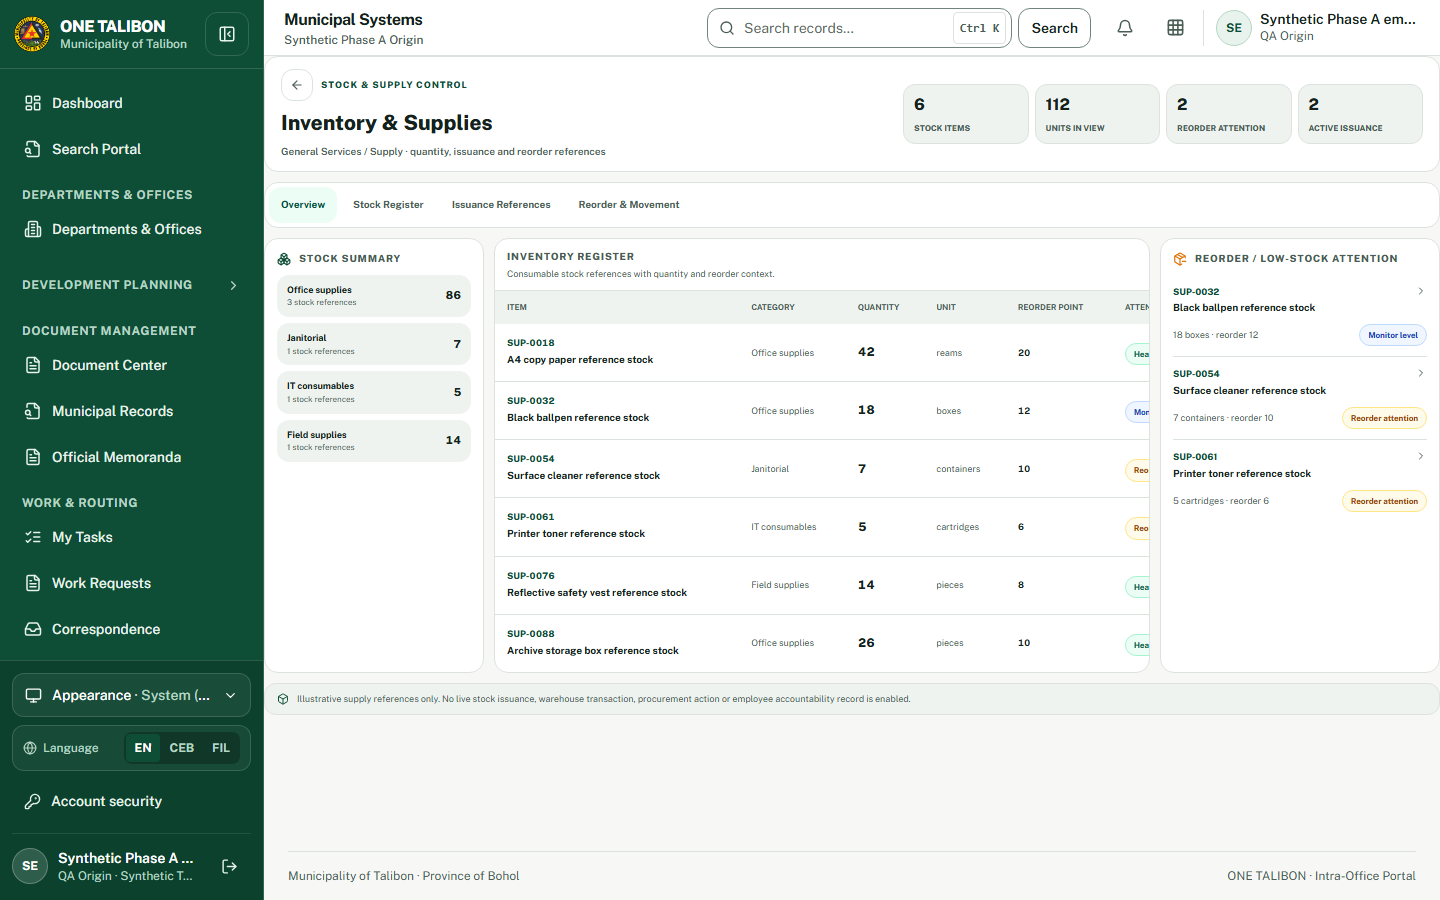 ONE TALIBON
Municipality of Talibon
Dashboard
Search Portal
DEPARTMENTS & OFFICES
Departments & Offices
DEVELOPMENT PLANNING
DOCUMENT MANAGEMENT
Document Center
Municipal Records
Official Memoranda
WORK & ROUTING
My Tasks
Work Requests
Correspondence
Appearance · System (...
Language EN CEB FIL
Account security
SE Synthetic Phase A ...
QA Origin · Synthetic T...
Municipal Systems
Synthetic Phase A Origin
Search records... Ctrl K Search
SE Synthetic Phase A em...
QA Origin
STOCK & SUPPLY CONTROL
Inventory & Supplies
General Services / Supply · quantity, issuance and reorder references
6
STOCK ITEMS
112
UNITS IN VIEW
2
REORDER ATTENTION
2
ACTIVE ISSUANCE
Overview Stock Register Issuance References Reorder & Movement
STOCK SUMMARY
Office supplies 86
3 stock references
Janitorial 7
1 stock references
IT consumables 5
1 stock references
Field supplies 14
1 stock references
INVENTORY REGISTER
Consumable stock references with quantity and reorder context.
ITEM CATEGORY QUANTITY UNIT REORDER POINT ATTEN
SUP-0018
A4 copy paper reference stock Office supplies 42 reams 20 Hea
SUP-0032
Black ballpen reference stock Office supplies 18 boxes 12 Mon
SUP-0054
Surface cleaner reference stock Janitorial 7 containers 10 Reo
SUP-0061
Printer toner reference stock IT consumables 5 cartridges 6 Reo
SUP-0076
Reflective safety vest reference stock Field supplies 14 pieces 8 Hea
SUP-0088
Archive storage box reference stock Office supplies 26 pieces 10 Hea
REORDER / LOW-STOCK ATTENTION
SUP-0032
Black ballpen reference stock
18 boxes · reorder 12 Monitor level
SUP-0054
Surface cleaner reference stock
7 containers · reorder 10 Reorder attention
SUP-0061
Printer toner reference stock
5 cartridges · reorder 6 Reorder attention
Illustrative supply references only. No live stock issuance, warehouse transaction, procurement action or employee accountability record is enabled.
Municipality of Talibon · Province of Bohol
ONE TALIBON · Intra-Office Portal